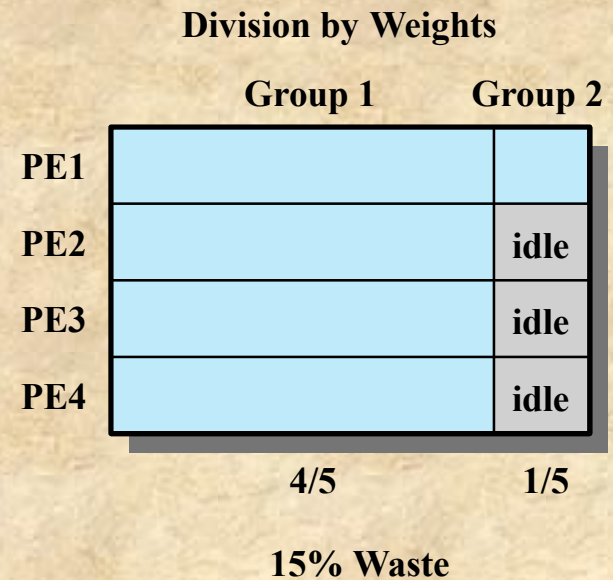 Division by Weights
Group 1 Group 2
PE1
PE2 idle
PE3 idle
PE4 idle
4/5 1/5
15% Waste